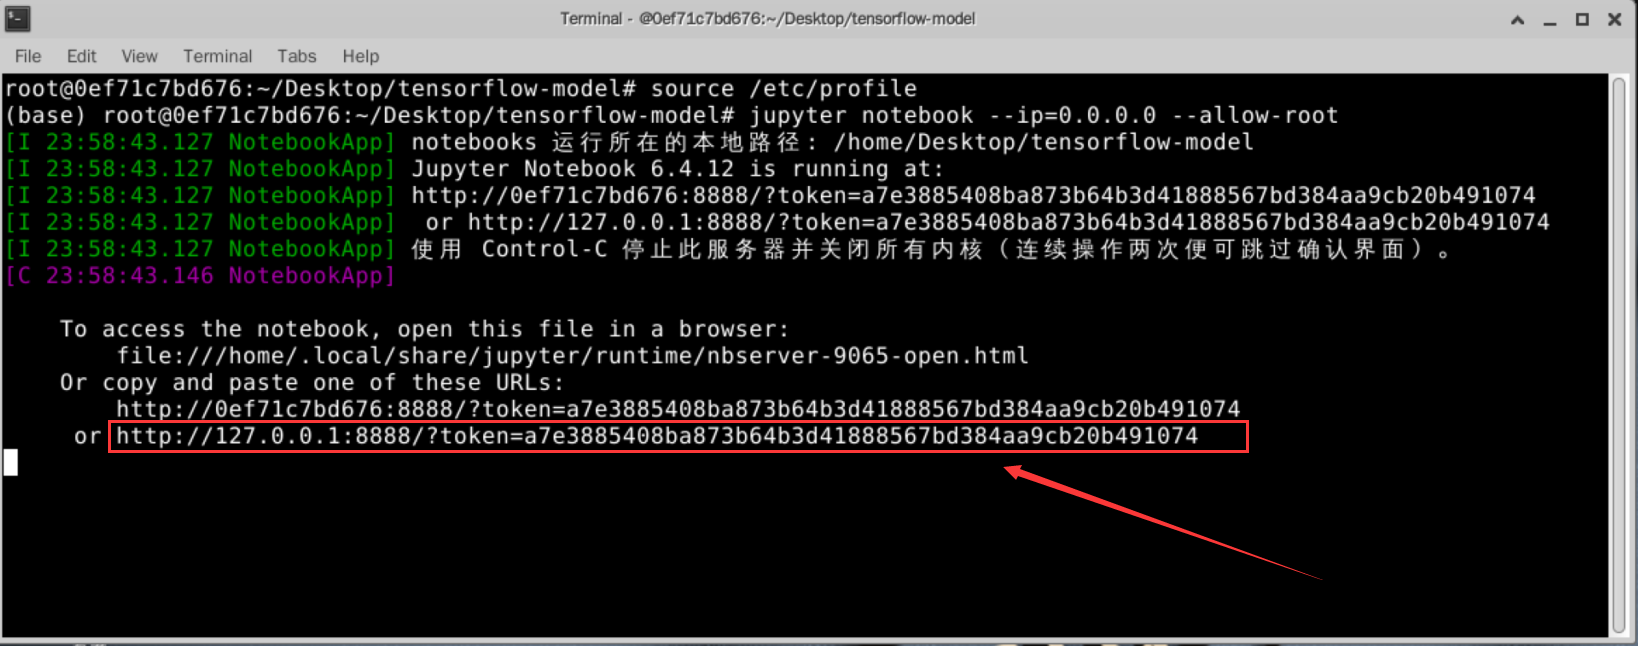 Terminal - @0ef71c7bd676:~/Desktop/tensorflow-model
File Edit View Terminal Tabs Help
root@0ef71c7bd676:~/Desktop/tensorflow-model# source /etc/profile
(base) root@0ef71c7bd676:~/Desktop/tensorflow-model# jupyter notebook --ip=0.0.0.0 --allow-root
[I 23:58:43.127 NotebookApp] notebooks 运行所在的本地路径: /home/Desktop/tensorflow-model
[I 23:58:43.127 NotebookApp] Jupyter Notebook 6.4.12 is running at:
[I 23:58:43.127 NotebookApp] http://0ef71c7bd676:8888/?token=a7e3885408ba873b64b3d41888567bd384aa9cb20b491074
[I 23:58:43.127 NotebookApp]  or http://127.0.0.1:8888/?token=a7e3885408ba873b64b3d41888567bd384aa9cb20b491074
[I 23:58:43.127 NotebookApp] 使用 Control-C 停止此服务器并关闭所有内核（连续操作两次便可跳过确认界面）。
[C 23:58:43.146 NotebookApp]
To access the notebook, open this file in a browser:
file:///home/.local/share/jupyter/runtime/nbserver-9065-open.html
Or copy and paste one of these URLs:
http://0ef71c7bd676:8888/?token=a7e3885408ba873b64b3d41888567bd384aa9cb20b491074
or http://127.0.0.1:8888/?token=a7e3885408ba873b64b3d41888567bd384aa9cb20b491074